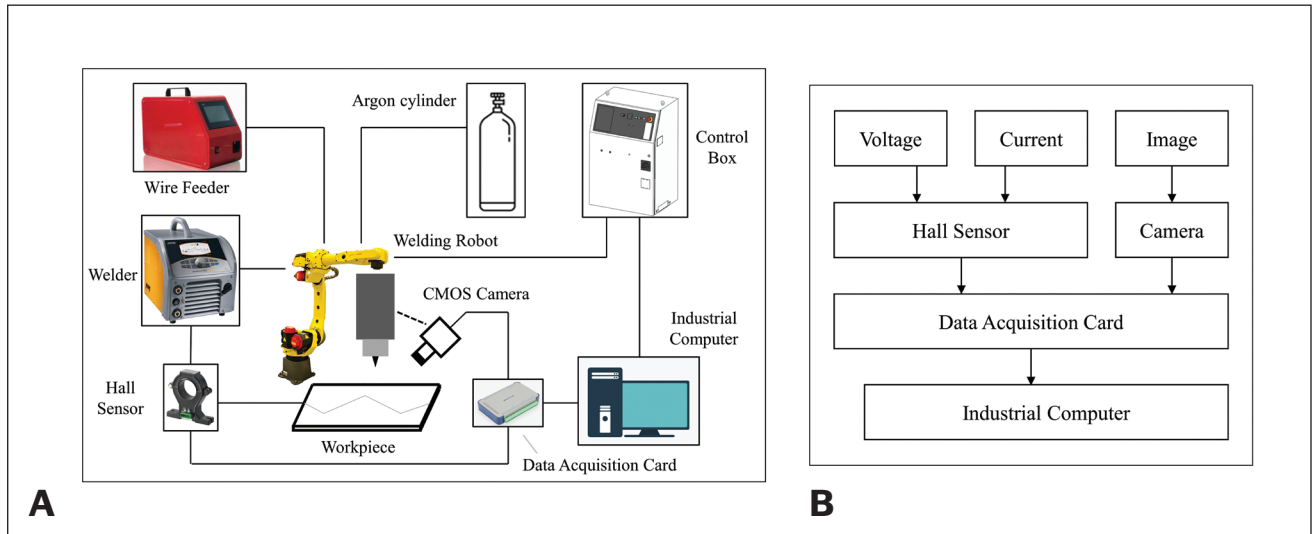 Argon cylinder
Control
Box
Wire Feeder
Welding Robot
Welder
CMOS Camera
Industrial
Computer
Hall
Sensor
Workpiece
Data Acquisition Card
A
Voltage
Current
Image
Hall Sensor
Camera
Data Acquisition Card
Industrial Computer
B